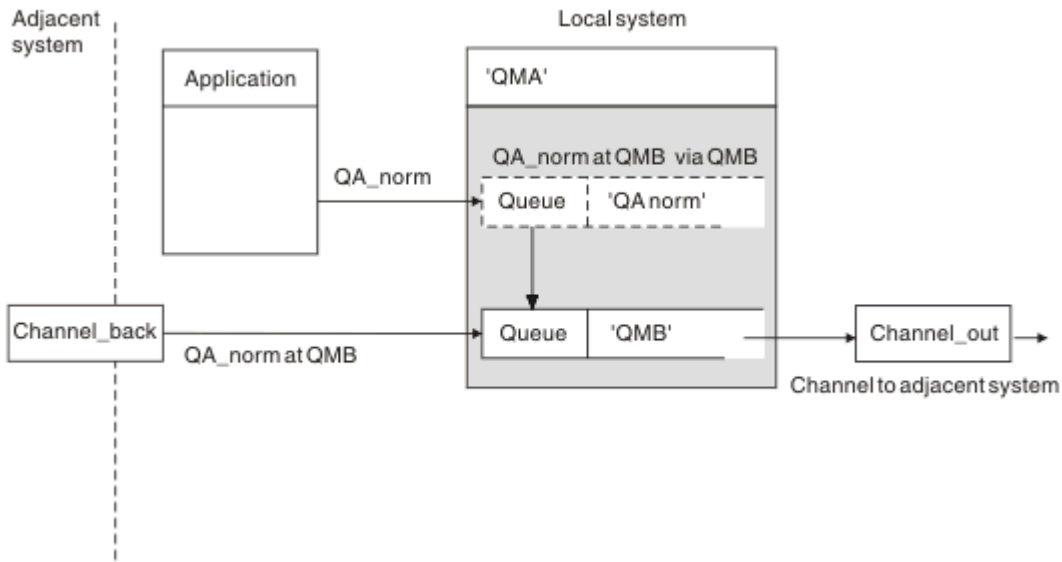 Adjacent
system
Local system
Application
'QMA'
QA_norm at QMB via QMB
QA_norm
Queue
'QA norm'
Channel_back
Queue
'QMB'
Channel_out
QA_norm at QMB
Channel to adjacent system